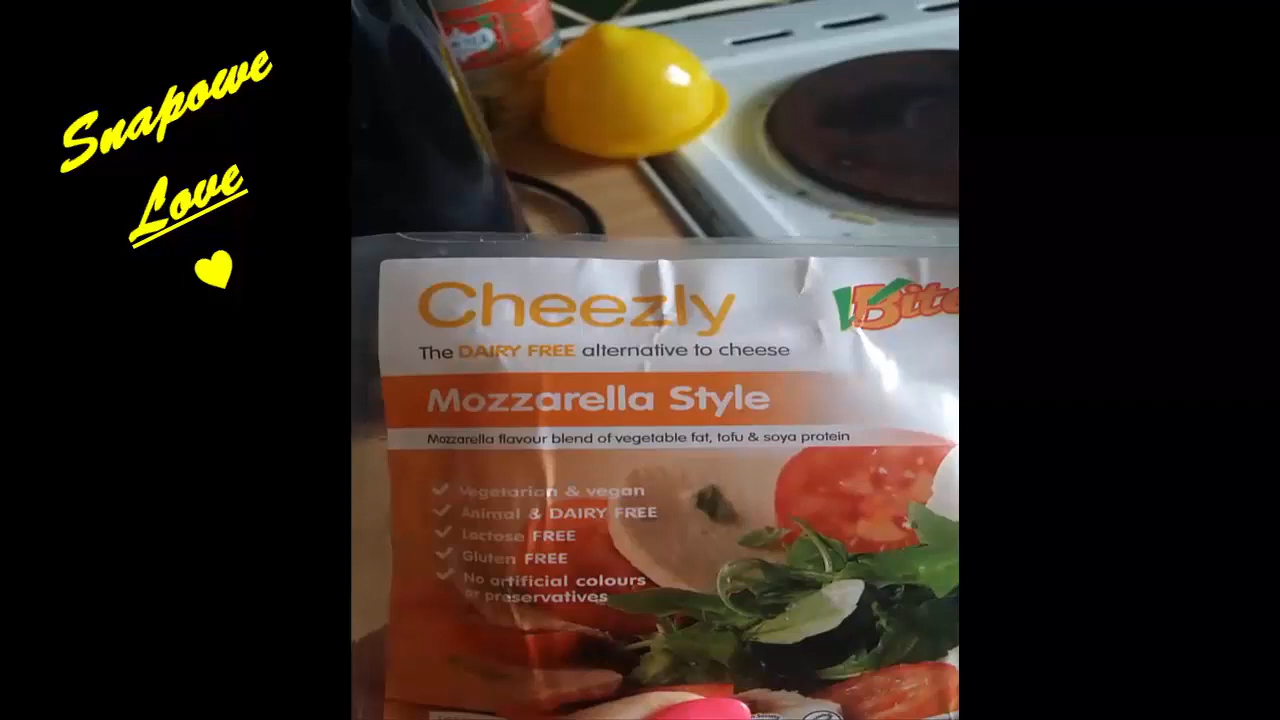 Snapowe
Love
Cheezly
VBite
The DAIRY FREE alternative to cheese
Mozzarella Style
Mozzarella flavour blend of vegetable fat, tofu & soya protein
Vegetarian & vegan
Animal & DAIRY FREE
Lactose FREE
Gluten FREE
No artificial colours
or preservatives